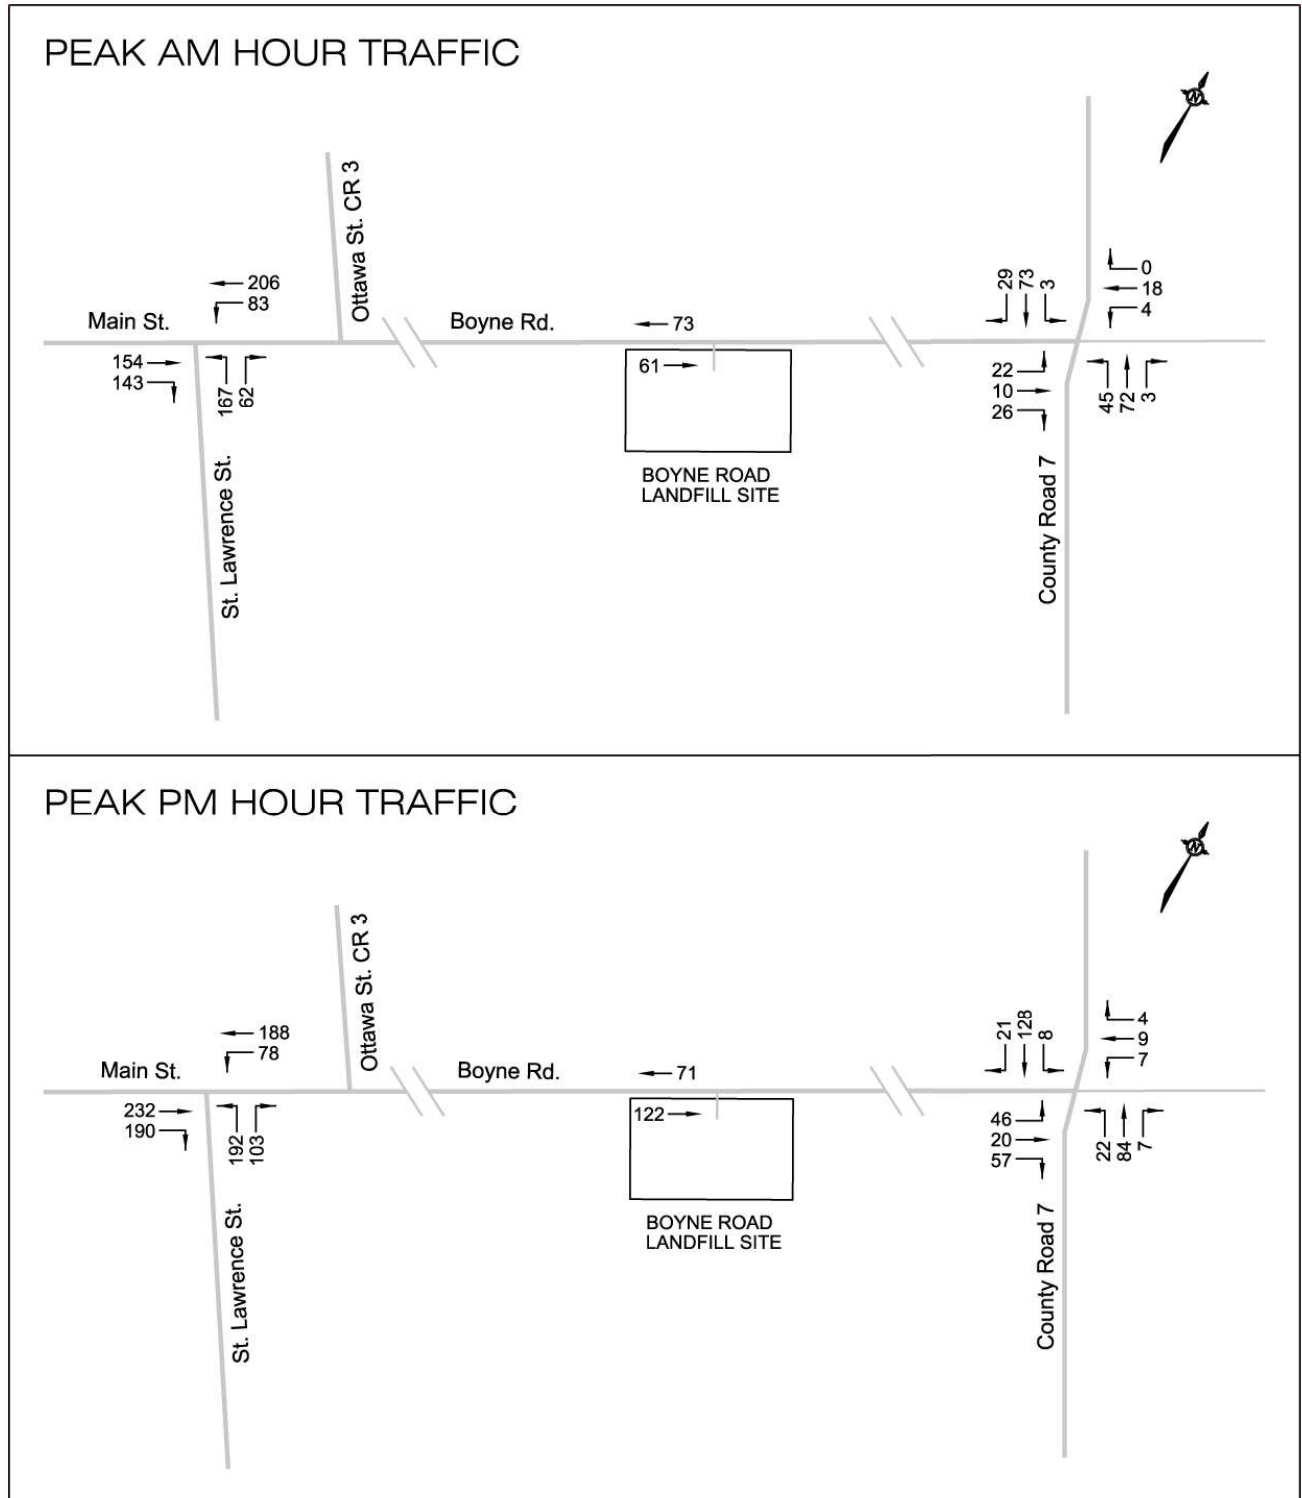 PEAK AM HOUR TRAFFIC
N
Ottawa St. CR 3
206
83
Main St.
154
143
167
62
St. Lawrence St.
Boyne Rd.
73
61
BOYNE ROAD
LANDFILL SITE
29
73
3
0
18
4
22
10
26
45
72
3
County Road 7
PEAK PM HOUR TRAFFIC
N
Ottawa St. CR 3
188
78
Main St.
232
190
192
103
St. Lawrence St.
Boyne Rd.
71
122
BOYNE ROAD
LANDFILL SITE
21
128
8
4
9
7
46
20
57
22
84
7
County Road 7